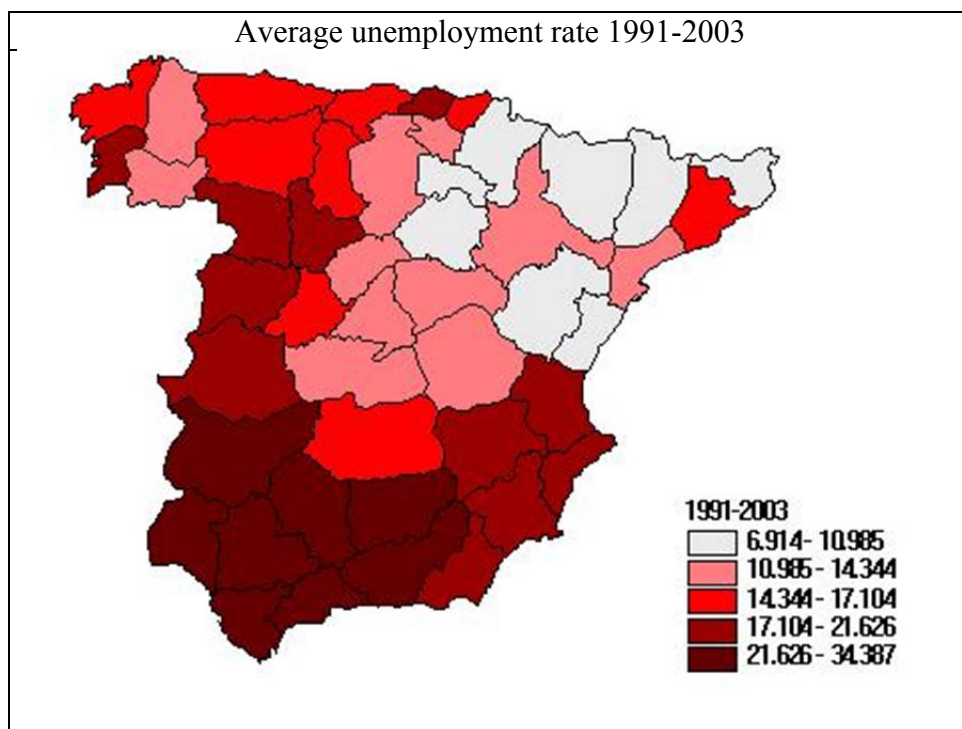 Average unemployment rate 1991-2003
1991-2003
6.914 - 10.985
10.985 - 14.344
14.344 - 17.104
17.104 - 21.626
21.626 - 34.387